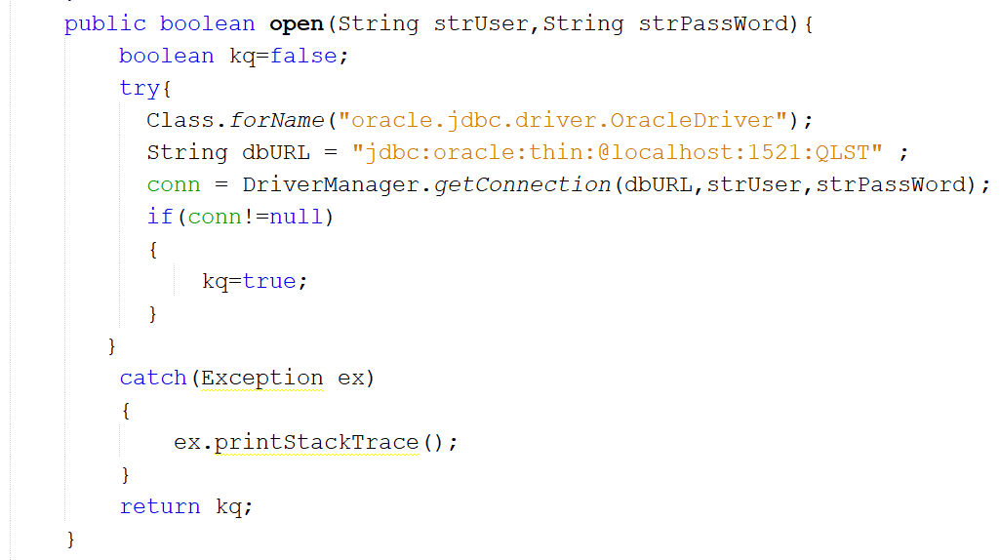 public boolean open(String strUser,String strPassWord){
boolean kq=false;
try{
Class.forName("oracle.jdbc.driver.OracleDriver");
String dbURL = "jdbc:oracle:thin:@localhost:1521:QLST" ;
conn = DriverManager.getConnection(dbURL,strUser,strPassWord);
if(conn!=null)
{
kq=true;
}
}
catch(Exception ex)
{
ex.printStackTrace();
}
return kq;
}